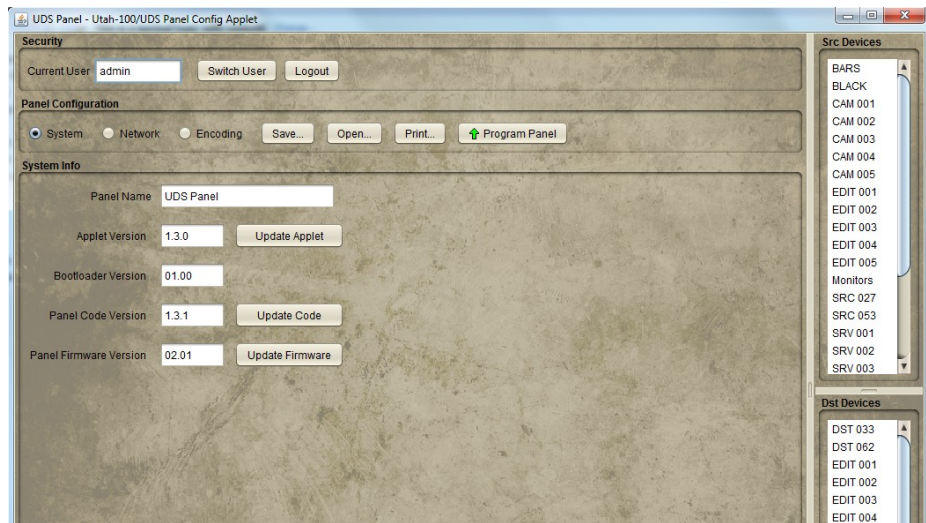 UDS Panel - Utah-100/UDS Panel Config Applet
Security
Current User admin Switch User Logout
Panel Configuration
System Network Encoding Save... Open... Print... Program Panel
System Info
Panel Name UDS Panel
Applet Version 1.3.0 Update Applet
Bootloader Version 01.00
Panel Code Version 1.3.1 Update Code
Panel Firmware Version 02.01 Update Firmware
Src Devices
BARS
BLACK
CAM 001
CAM 002
CAM 003
CAM 004
CAM 005
EDIT 001
EDIT 002
EDIT 003
EDIT 004
EDIT 005
Monitors
SRC 027
SRC 053
SRV 001
SRV 002
SRV 003
Dst Devices
DST 033
DST 062
EDIT 001
EDIT 002
EDIT 003
EDIT 004